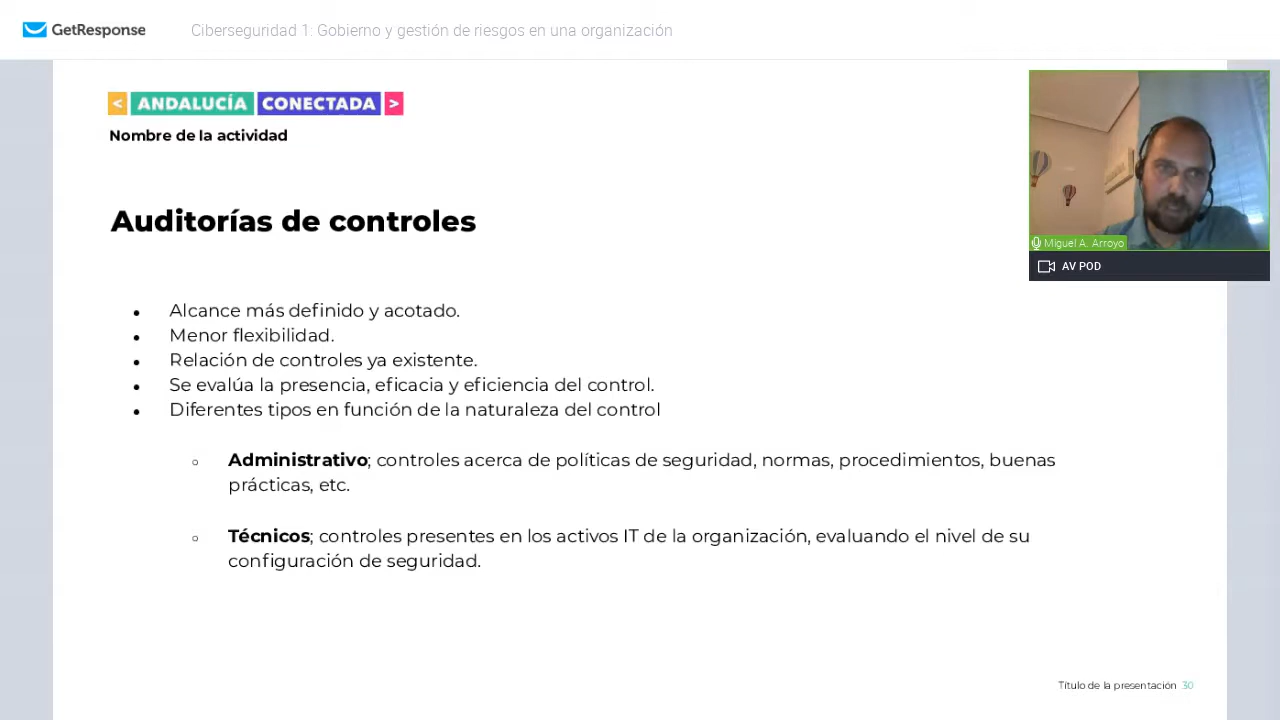 GetResponse
Ciberseguridad 1: Gobierno y gestión de riesgos en una organización
< ANDALUCÍA CONECTADA >
Nombre de la actividad
Miguel A. Arroyo
AV POD
Auditorías de controles
• Alcance más definido y acotado.
• Menor flexibilidad.
• Relación de controles ya existente.
• Se evalúa la presencia, eficacia y eficiencia del control.
• Diferentes tipos en función de la naturaleza del control
○ Administrativo; controles acerca de políticas de seguridad, normas, procedimientos, buenas
prácticas, etc.
○ Técnicos; controles presentes en los activos IT de la organización, evaluando el nivel de su
configuración de seguridad.
Título de la presentación 30